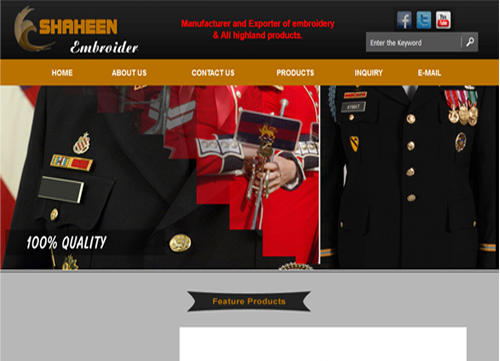 SHAHEEN
Embroider
Manufacturer and Exporter of embroidery
& All highland products.
Enter the Keyword
HOME
ABOUT US
CONTACT US
PRODUCTS
INQUIRY
E-MAIL
100% QUALITY
Feature Products